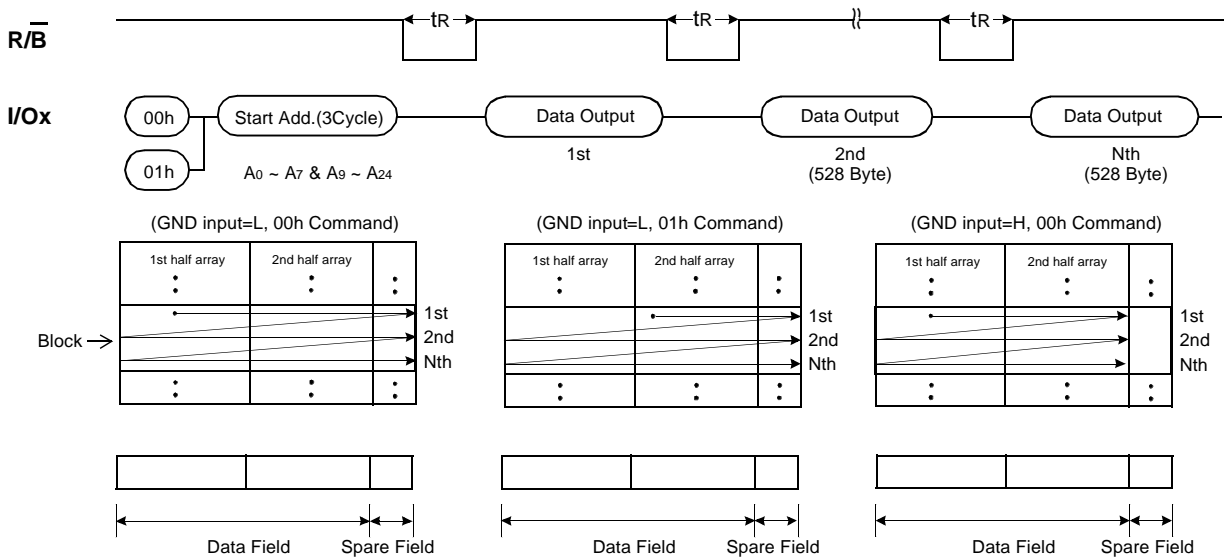 R/B
tR tR tR
I/Ox
00h Start Add.(3Cycle) Data Output Data Output Data Output
01h
A0 ~ A7 & A9 ~ A24
1st 2nd Nth
(528 Byte) (528 Byte)
(GND input=L, 00h Command) (GND input=L, 01h Command) (GND input=H, 00h Command)
1st half array 2nd half array 1st half array 2nd half array 1st half array 2nd half array
1st 1st 1st
Block 2nd 2nd 2nd
Nth Nth Nth
Data Field Spare Field Data Field Spare Field Data Field Spare Field